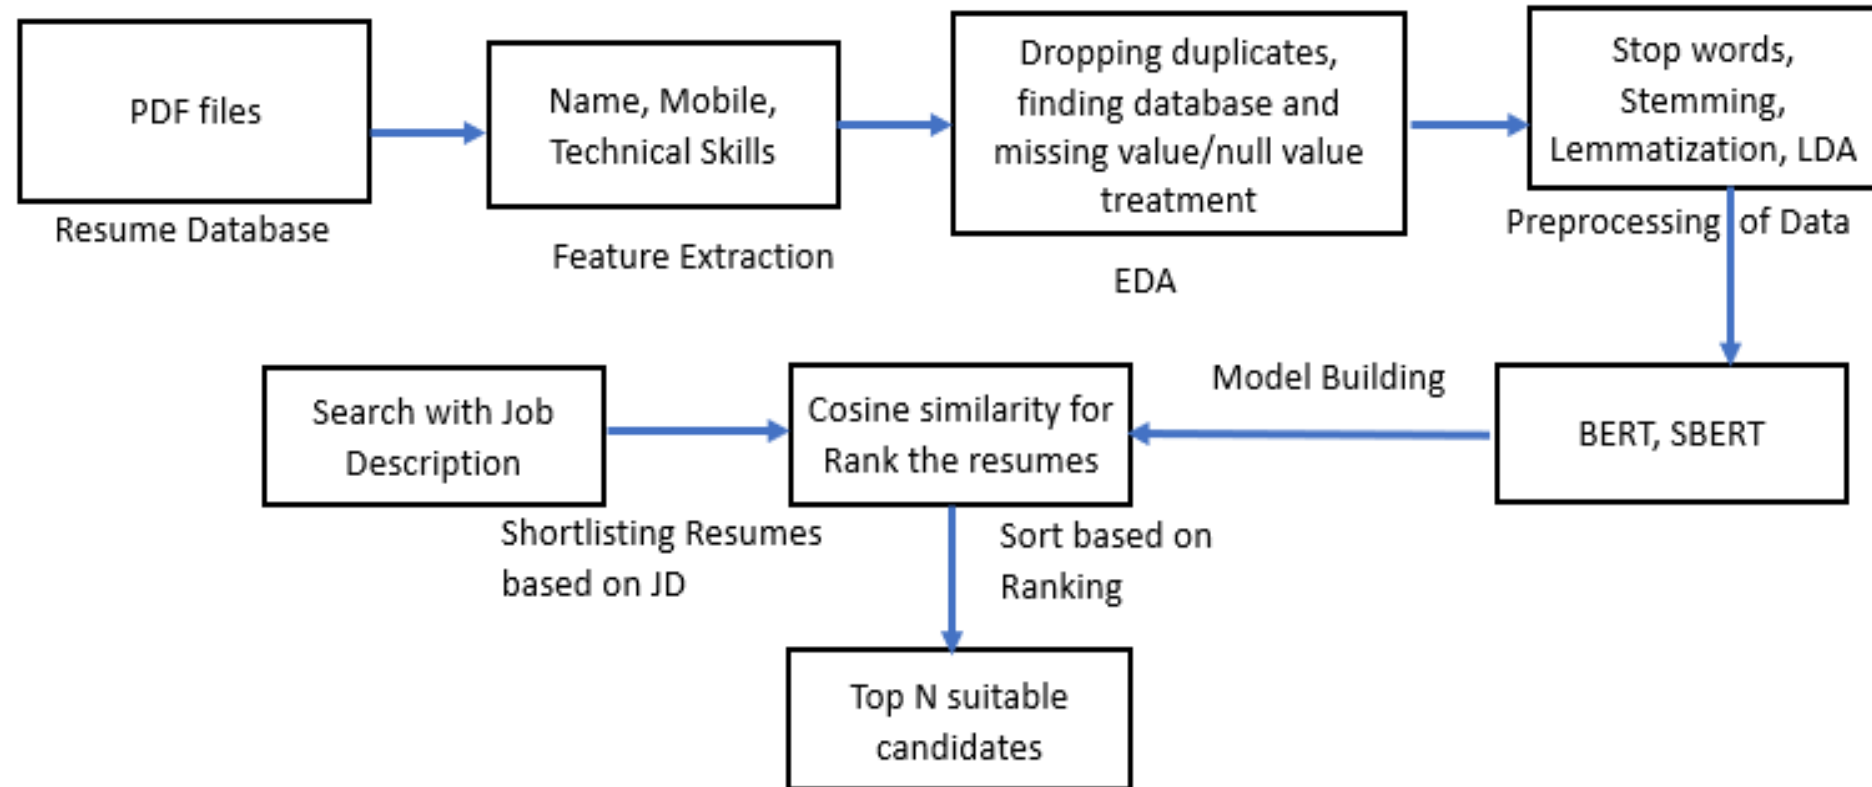 PDF files
Resume Database
Name, Mobile,
Technical Skills
Feature Extraction
Dropping duplicates,
finding database and
missing value/null value
treatment
EDA
Stop words,
Stemming,
Lemmatization, LDA
Preprocessing of Data
Search with Job
Description
Shortlisting Resumes
based on JD
Cosine similarity for
Rank the resumes
Model Building
BERT, SBERT
Sort based on
Ranking
Top N suitable
candidates